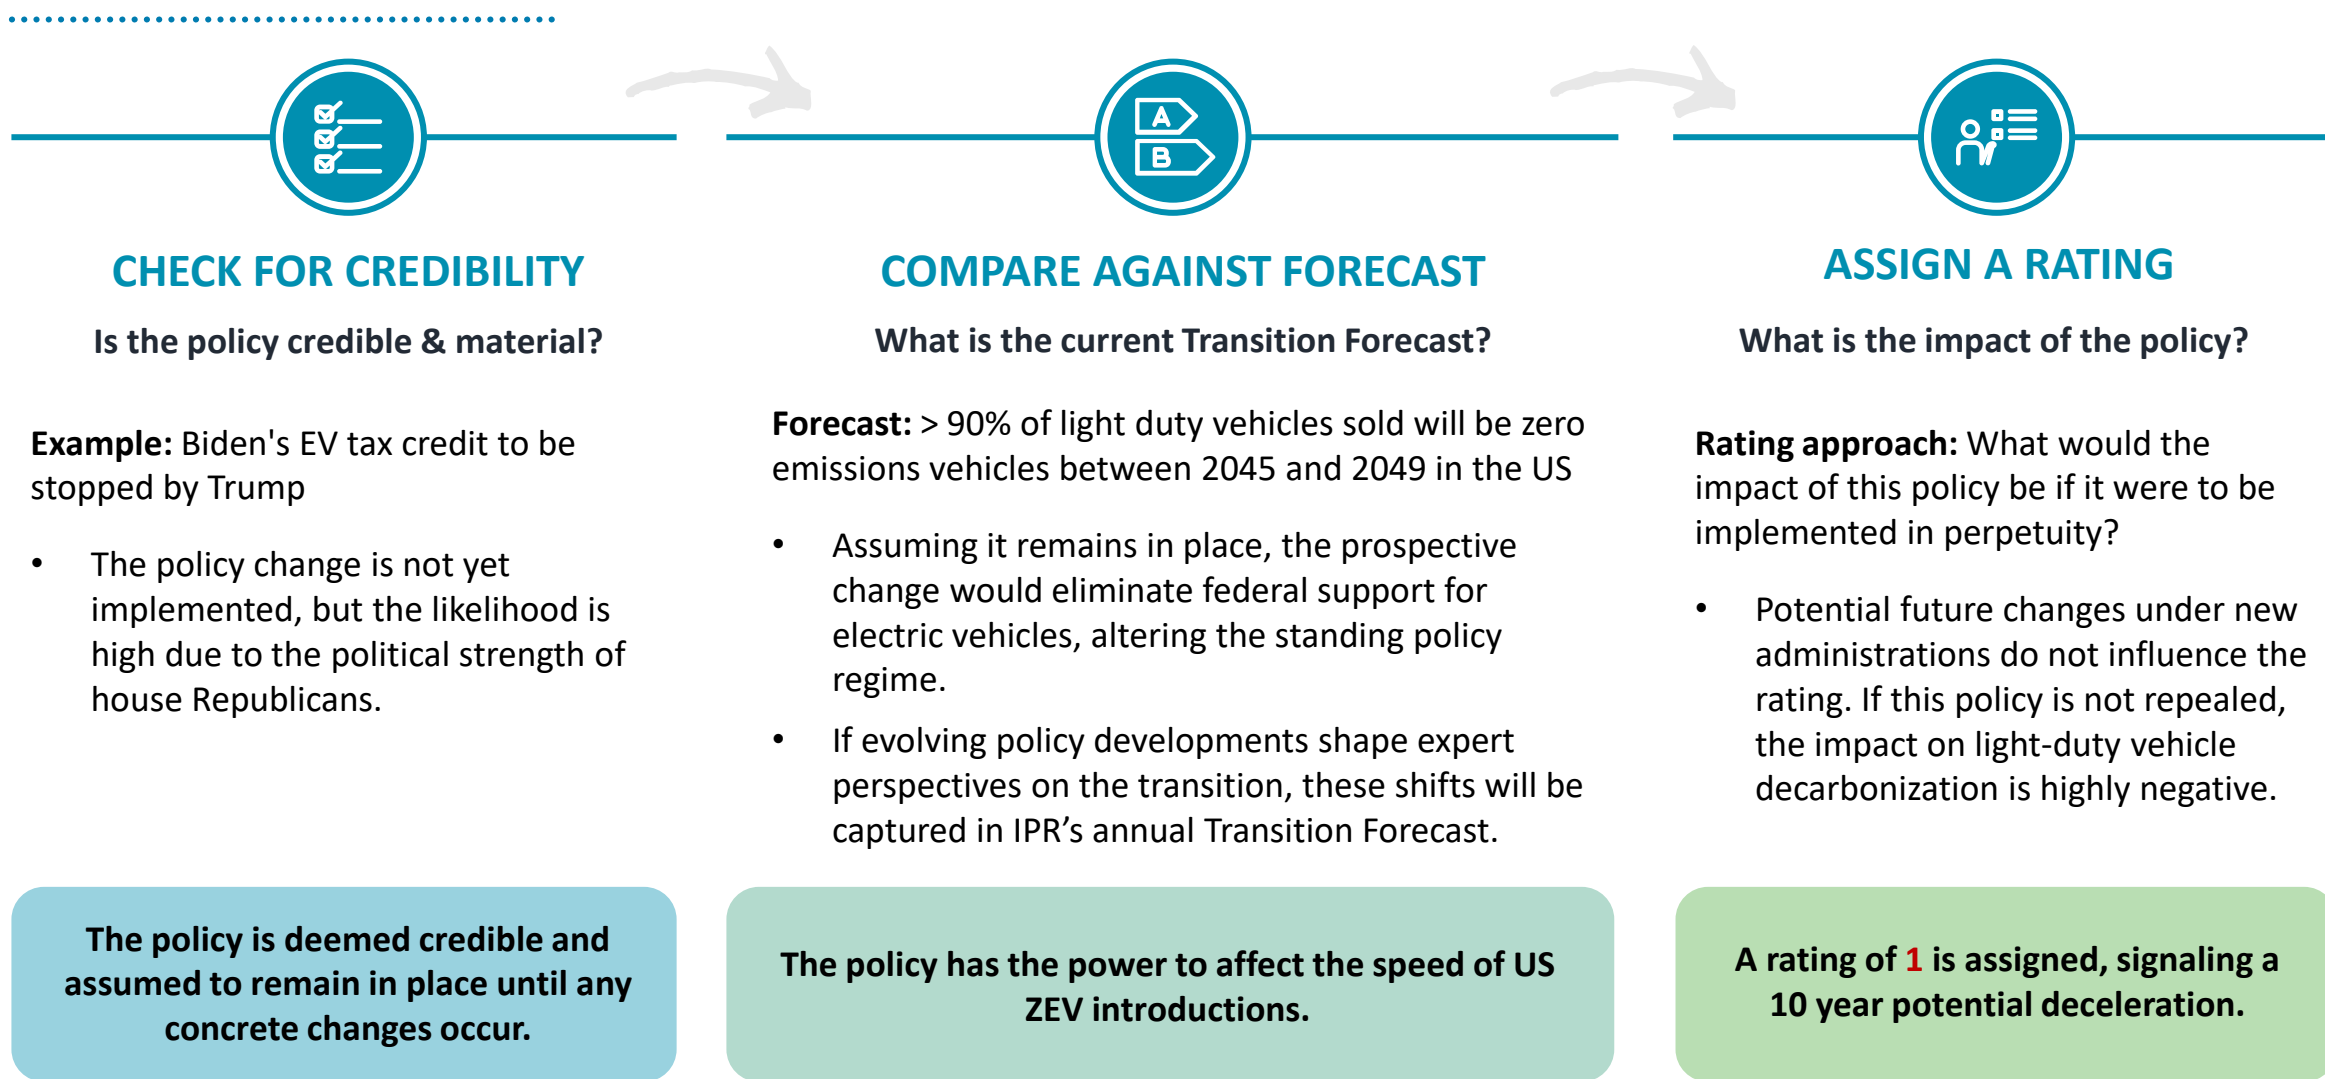 A
B
CHECK FOR CREDIBILITY
Is the policy credible & material?
Example: Biden's EV tax credit to be
stopped by Trump
• The policy change is not yet
implemented, but the likelihood is
high due to the political strength of
house Republicans.
The policy is deemed credible and
assumed to remain in place until any
concrete changes occur.
COMPARE AGAINST FORECAST
What is the current Transition Forecast?
Forecast: > 90% of light duty vehicles sold will be zero
emissions vehicles between 2045 and 2049 in the US
• Assuming it remains in place, the prospective
change would eliminate federal support for
electric vehicles, altering the standing policy
regime.
• If evolving policy developments shape expert
perspectives on the transition, these shifts will be
captured in IPR’s annual Transition Forecast.
The policy has the power to affect the speed of US
ZEV introductions.
ASSIGN A RATING
What is the impact of the policy?
Rating approach: What would the
impact of this policy be if it were to be
implemented in perpetuity?
• Potential future changes under new
administrations do not influence the
rating. If this policy is not repealed,
the impact on light-duty vehicle
decarbonization is highly negative.
A rating of 1 is assigned, signaling a
10 year potential deceleration.